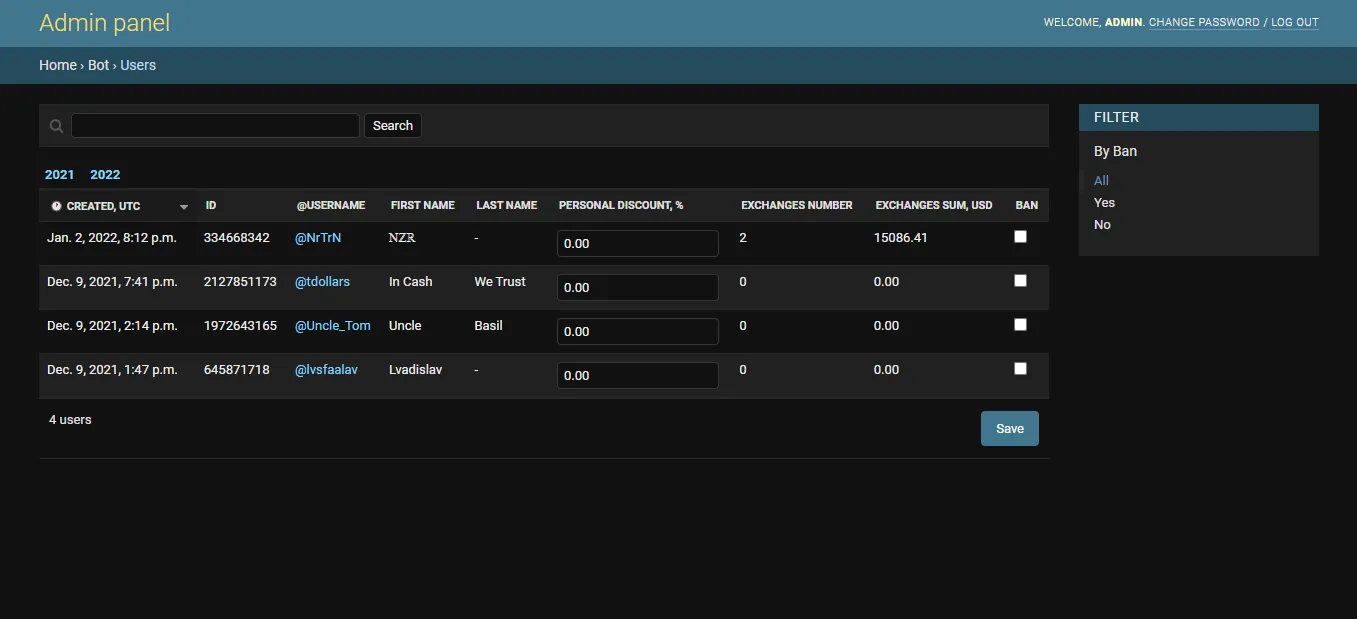 Admin panel
WELCOME, ADMIN. CHANGE PASSWORD / LOG OUT
Home › Bot › Users
Search
FILTER
By Ban
All
Yes
No
2021 2022
CREATED, UTC ID @USERNAME FIRST NAME LAST NAME PERSONAL DISCOUNT, % EXCHANGES NUMBER EXCHANGES SUM, USD BAN
Jan. 2, 2022, 8:12 p.m. 334668342 @NrTrN NZR - 0.00 2 15086.41
Dec. 9, 2021, 7:41 p.m. 2127851173 @tdollars In Cash We Trust 0.00 0 0.00
Dec. 9, 2021, 2:14 p.m. 1972643165 @Uncle_Tom Uncle Basil 0.00 0 0.00
Dec. 9, 2021, 1:47 p.m. 645871718 @lvsfaalav Lvadislav - 0.00 0 0.00
4 users
Save